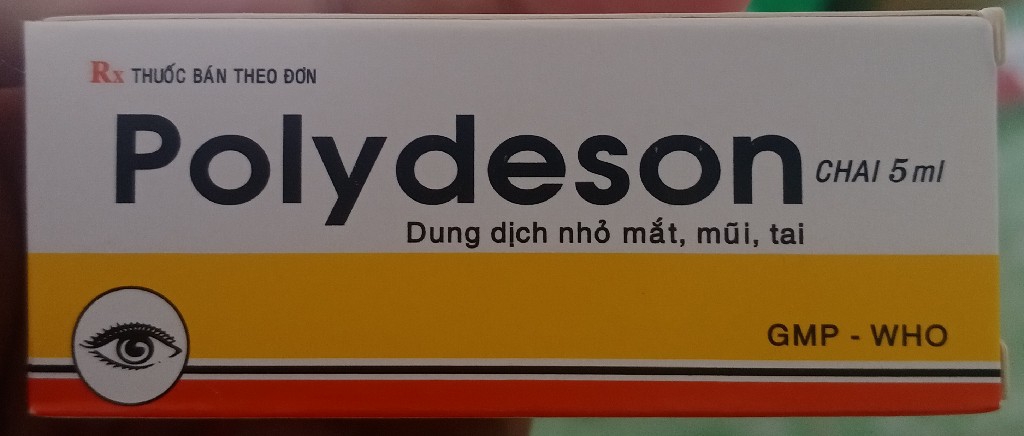 Rx THUỐC BÁN THEO ĐƠN
Polydeson CHAI 5 ml
Dung dịch nhỏ mắt, mũi, tai
GMP - WHO